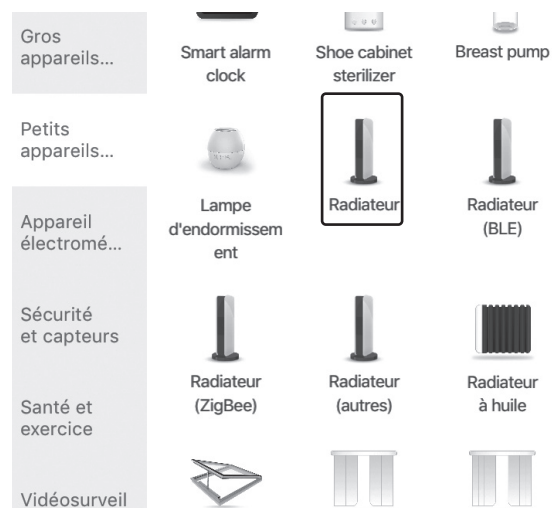 Gros
appareils...
Petits
appareils...
Appareil
électromé...
Sécurité
et capteurs
Santé et
exercice
Vidéosurveil
Smart alarm
clock
Shoe cabinet
sterilizer
Breast pump
Lampe
d'endormissem
ent
Radiateur
Radiateur
(BLE)
Radiateur
(ZigBee)
Radiateur
(autres)
Radiateur
à huile